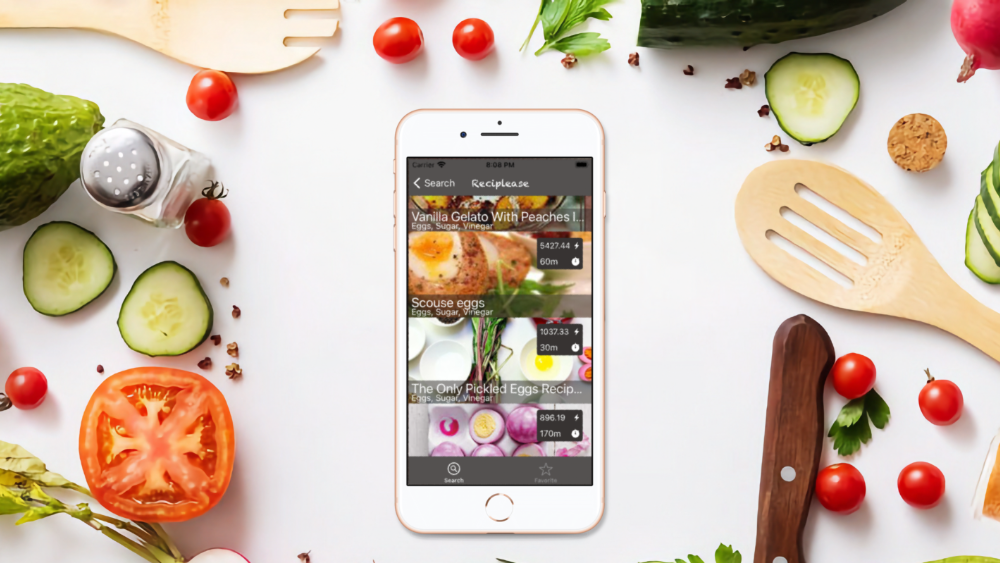 Carrier 8:08 PM
Search Reciplease
Vanilla Gelato With Peaches I...
Eggs, Sugar, Vinegar
5427.44
60m
Scouse eggs
Eggs, Sugar, Vinegar
1037.33
30m
The Only Pickled Eggs Recip...
Eggs, Sugar, Vinegar
896.19
170m
Search Favorite